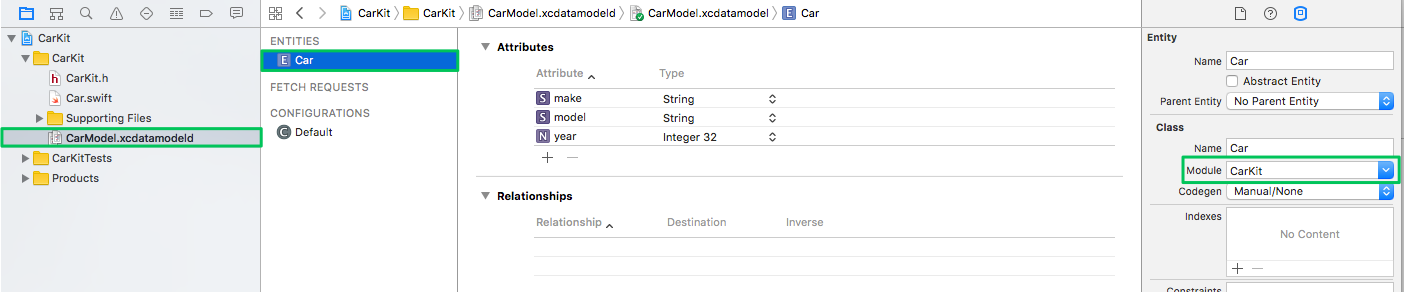 CarKit
CarKit
CarKit.h
Car.swift
Supporting Files
CarModel.xcdatamodeld
CarKitTests
Products
CarKit CarKit CarModel.xcdatamodeld CarModel.xcdatamodel E Car
ENTITIES
E Car
FETCH REQUESTS
CONFIGURATIONS
C Default
Attributes
Attribute Type
S make String
S model String
N year Integer 32
Relationships
Relationship Destination Inverse
Entity
Name Car
Abstract Entity
Parent Entity No Parent Entity
Class
Name Car
Module CarKit
Codegen Manual/None
Indexes
No Content
Constraints